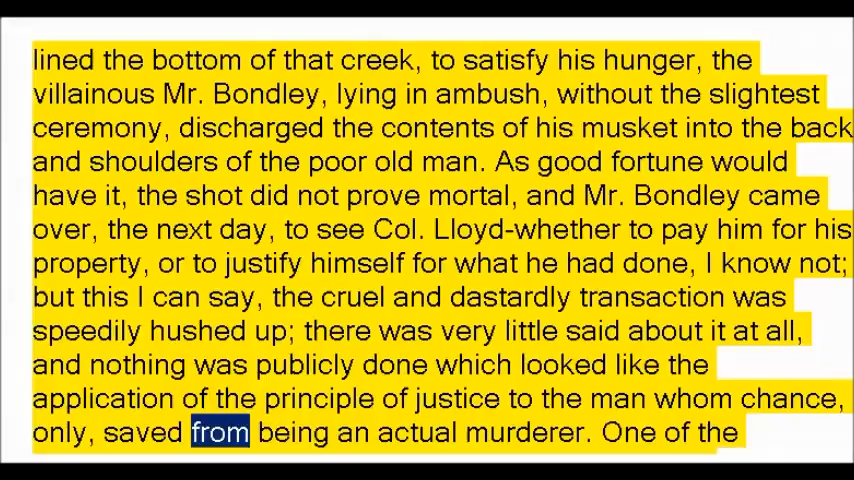 lined the bottom of that creek, to satisfy his hunger, the
villainous Mr. Bondley, lying in ambush, without the slightest
ceremony, discharged the contents of his musket into the back
and shoulders of the poor old man. As good fortune would
have it, the shot did not prove mortal, and Mr. Bondley came
over, the next day, to see Col. Lloyd-whether to pay him for his
property, or to justify himself for what he had done, I know not;
but this I can say, the cruel and dastardly transaction was
speedily hushed up; there was very little said about it at all,
and nothing was publicly done which looked like the
application of the principle of justice to the man whom chance,
only, saved from being an actual murderer. One of the